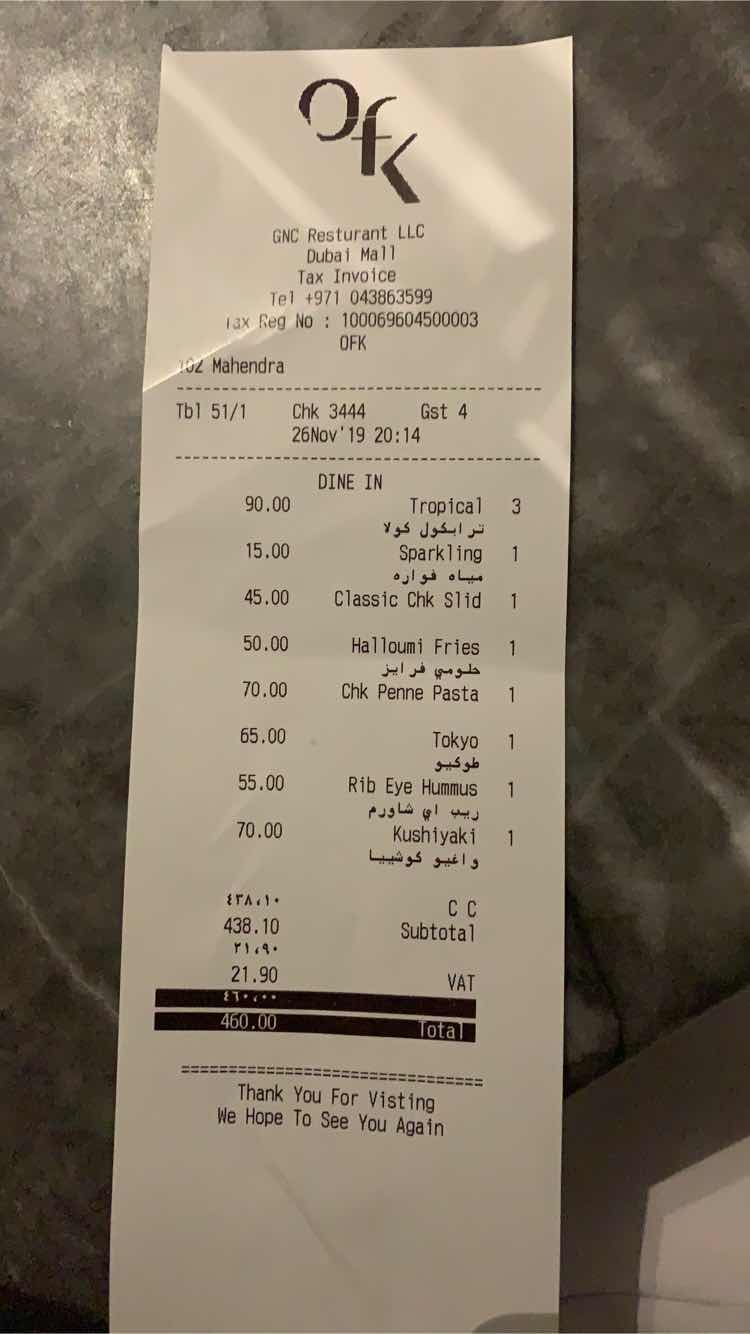 Ofk
GNC Resturant LLC
Dubai Mall
Tax Invoice
Tel +971 043863599
Tax Reg No : 100069604500003
OFK
102 Mahendra
Tbl 51/1 Chk 3444 Gst 4
26Nov'19 20:14
DINE IN
90.00 Tropical 3
ترابكول كولا
15.00 Sparkling 1
مياه فواره
45.00 Classic Chk Slid 1
50.00 Halloumi Fries 1
حلومي فرايز
70.00 Chk Penne Pasta 1
65.00 Tokyo 1
طوكيو
55.00 Rib Eye Hummus 1
ريب اي شاورم
70.00 Kushiyaki 1
واغيو كوشييا
٤٣٨،١٠ C C
438.10 Subtotal
٢١،٩٠
21.90 VAT
٤٦٠،٠٠
460.00 Total
Thank You For Visting
We Hope To See You Again